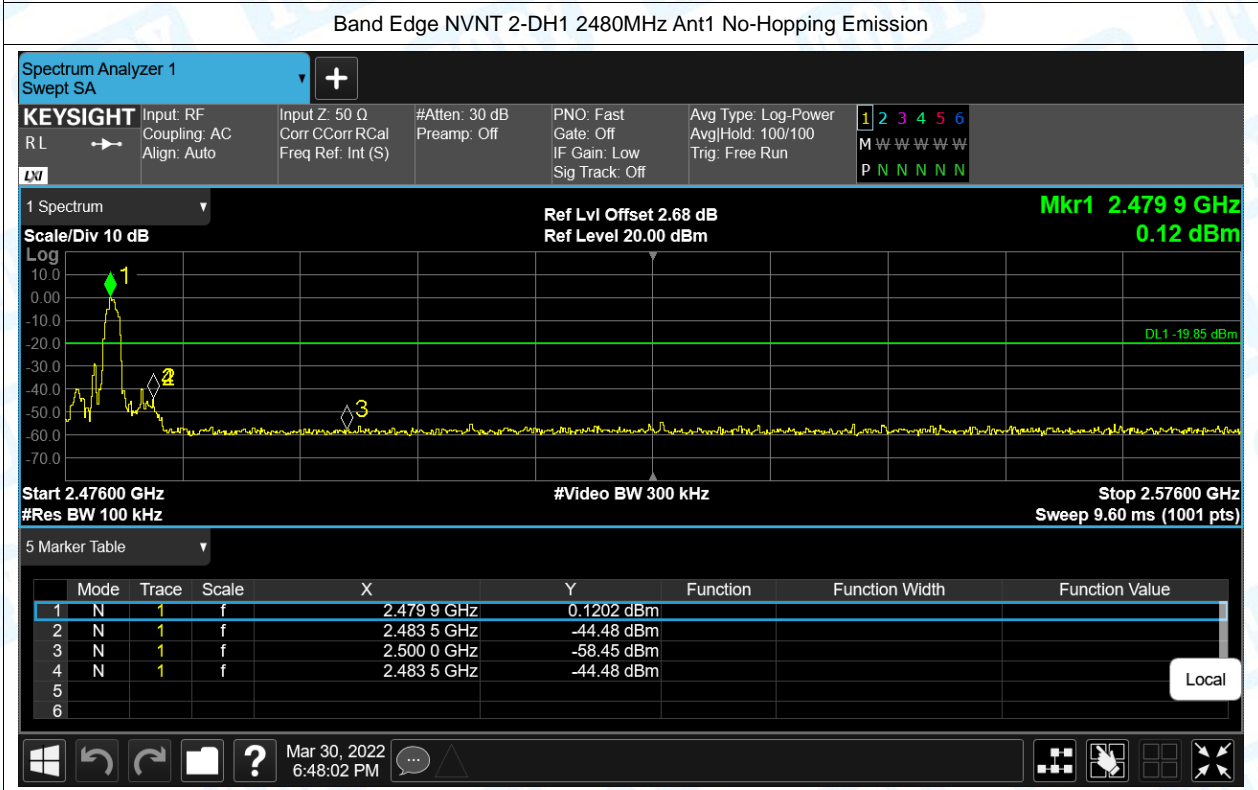 Band Edge NVNT 2-DH1 2480MHz Ant1 No-Hopping Emission
Spectrum Analyzer 1
Swept SA
+
KEYSIGHT
RL
LXI
Input: RF
Coupling: AC
Align: Auto
Input Z: 50 Ω
Corr CCorr RCal
Freq Ref: Int (S)
#Atten: 30 dB
Preamp: Off
PNO: Fast
Gate: Off
IF Gain: Low
Sig Track: Off
Avg Type: Log-Power
Avg|Hold: 100/100
Trig: Free Run
1 2 3 4 5 6
M W W W W W
P N N N N N
1 Spectrum
Scale/Div 10 dB
Ref Lvl Offset 2.68 dB
Ref Level 20.00 dBm
Mkr1 2.479 9 GHz
0.12 dBm
Log
10.0
0.00
-10.0
-20.0
-30.0
-40.0
-50.0
-60.0
-70.0
1
3
DL1 -19.85 dBm
Start 2.47600 GHz
#Res BW 100 kHz
#Video BW 300 kHz
Stop 2.57600 GHz
Sweep 9.60 ms (1001 pts)
5 Marker Table
Mode Trace Scale X Y Function Function Width Function Value
1 N 1 f 2.479 9 GHz 0.1202 dBm
2 N 1 f 2.483 5 GHz -44.48 dBm
3 N 1 f 2.500 0 GHz -58.45 dBm
4 N 1 f 2.483 5 GHz -44.48 dBm
5
6
Local
?
Mar 30, 2022
6:48:02 PM